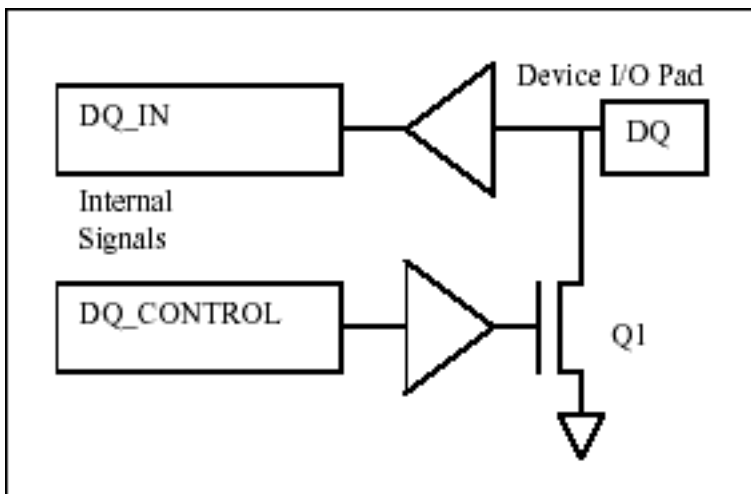 Device I/O Pad
DQ_IN
DQ
Internal
Signals
DQ_CONTROL
Q1